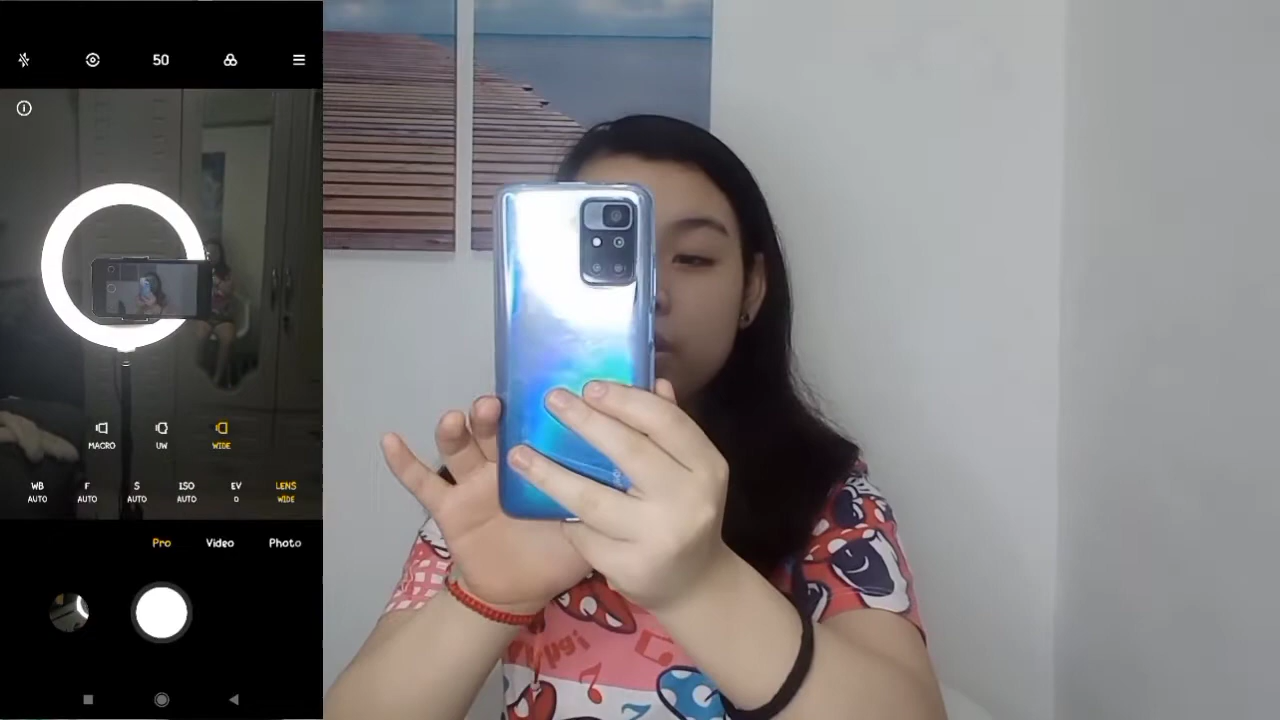 50
MACRO
UW
WIDE
WB
F
S
ISO
EV
LENS
AUTO
AUTO
AUTO
AUTO
0
WIDE
Pro
Video
Photo